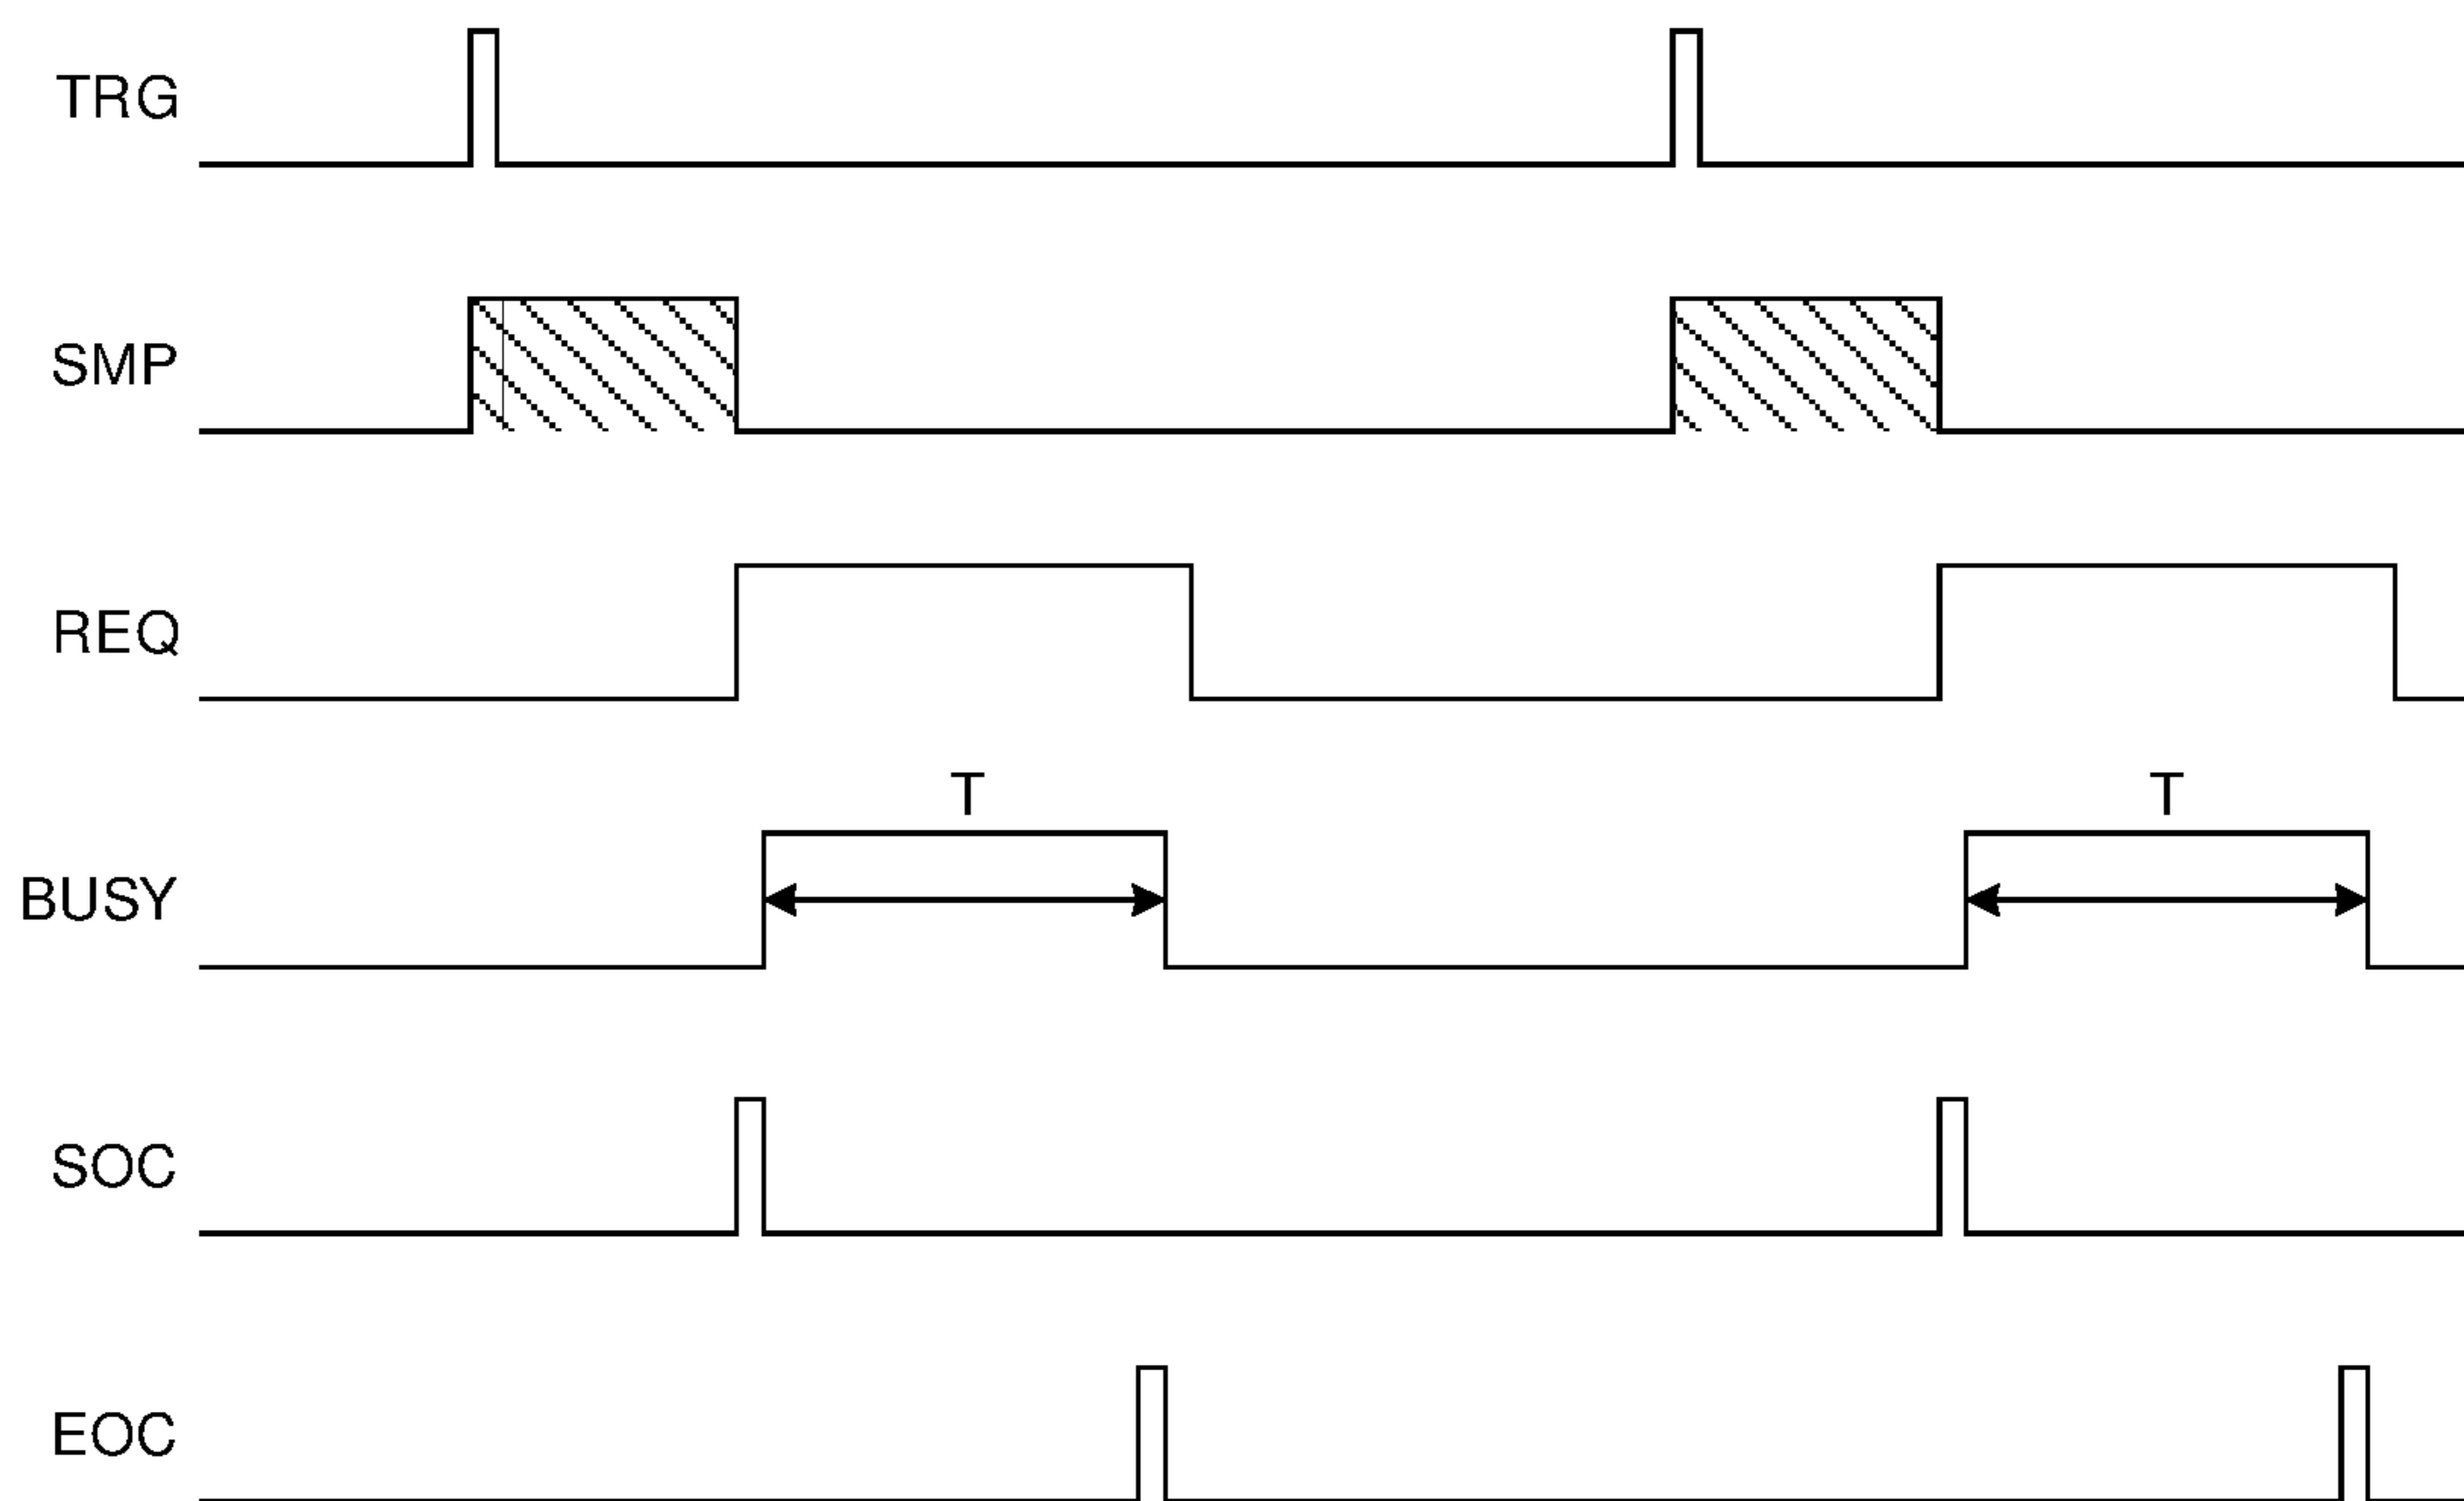 TRG
SMP
REQ
T T
BUSY
SOC
EOC